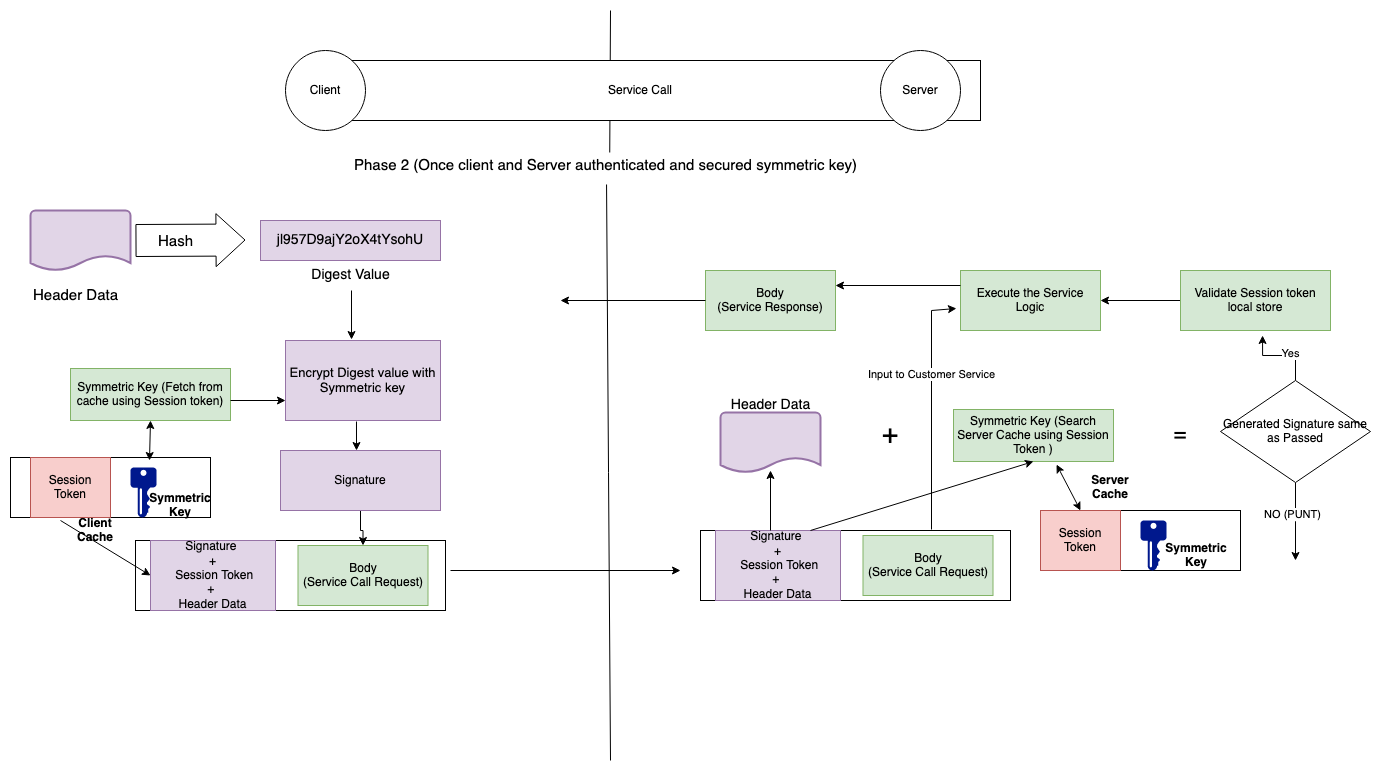 Client
Service Call
Server
Phase 2 (Once client and Server authenticated and secured symmetric key)
Hash
Header Data
jl957D9ajY2oX4tYsohU
Digest Value
Encrypt Digest value with
Symmetric key
Symmetric Key (Fetch from
cache using Session token)
Session
Token
Symmetric
Key
Client
Cache
Signature
Signature
+
Session Token
+
Header Data
Body
(Service Call Request)
Body
(Service Response)
Execute the Service
Logic
Validate Session token
local store
Yes
Input to Customer Service
Header Data
+
Symmetric Key (Search
Server Cache using Session
Token )
=
Generated Signature same
as Passed
NO (PUNT)
Server
Cache
Session
Token
Symmetric
Key
Signature
+
Session Token
+
Header Data
Body
(Service Call Request)